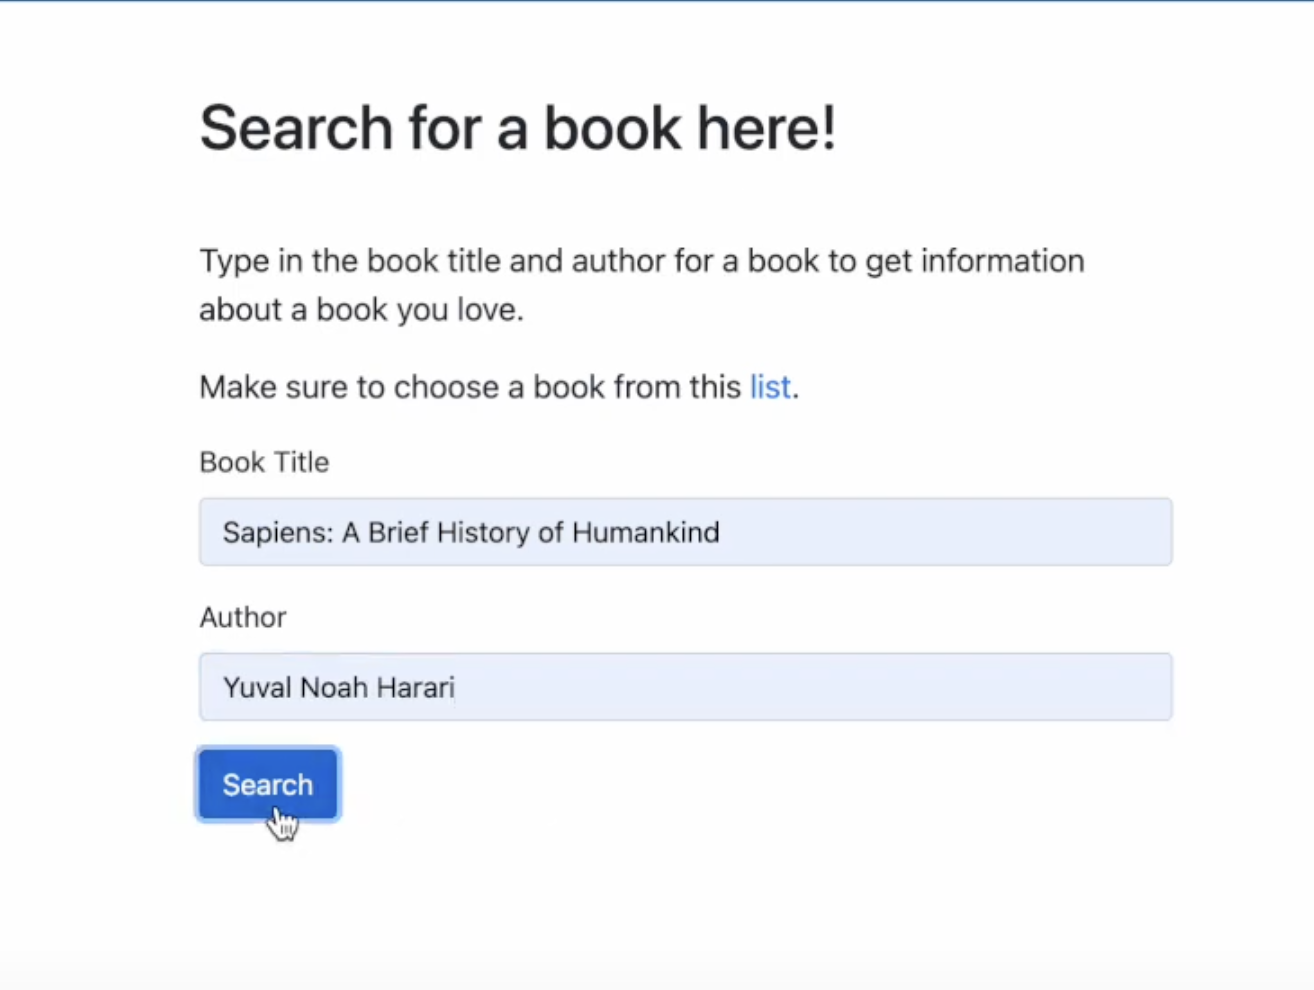 Search for a book here!
Type in the book title and author for a book to get information
about a book you love.
Make sure to choose a book from this list.
Book Title
Sapiens: A Brief History of Humankind
Author
Yuval Noah Harari
Search